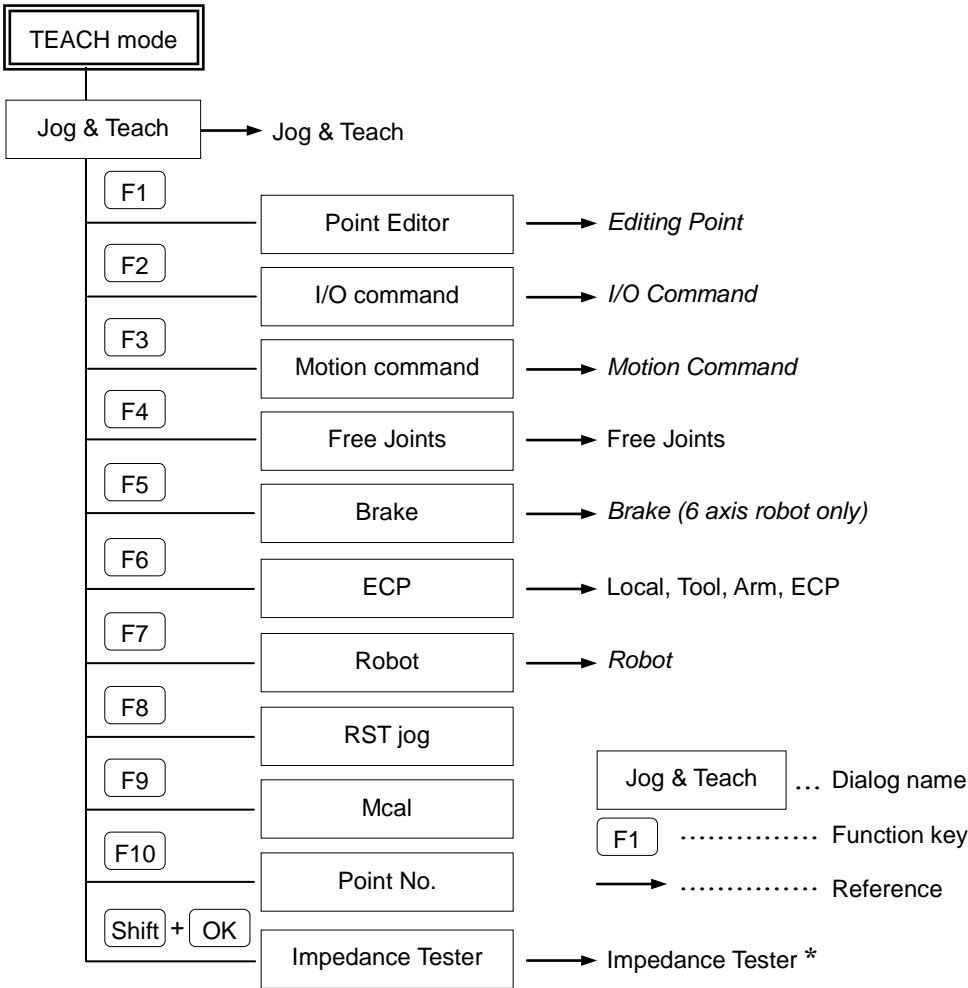 TEACH mode
Jog & Teach
Jog & Teach
F1
Point Editor
Editing Point
F2
I/O command
I/O Command
F3
Motion command
Motion Command
F4
Free Joints
Free Joints
F5
Brake
Brake (6 axis robot only)
F6
ECP
Local, Tool, Arm, ECP
F7
Robot
Robot
F8
RST jog
F9
Mcal
F10
Point No.
Shift + OK
Impedance Tester
Impedance Tester *
Jog & Teach ... Dialog name
F1 ............... Function key
............... Reference